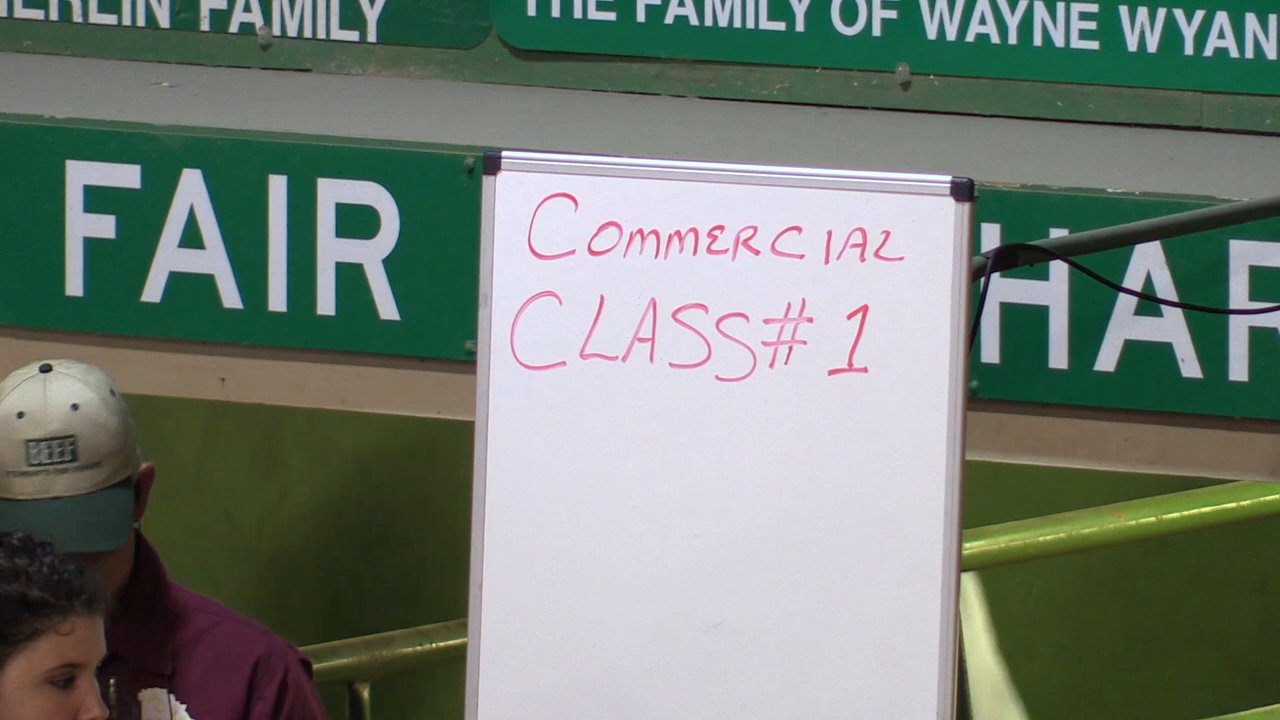 ERLIN FAMILY
THE FAMILY OF WAYNE WYAN
FAIR
HAR
COMMERCIAL
CLASS #1
BEEF